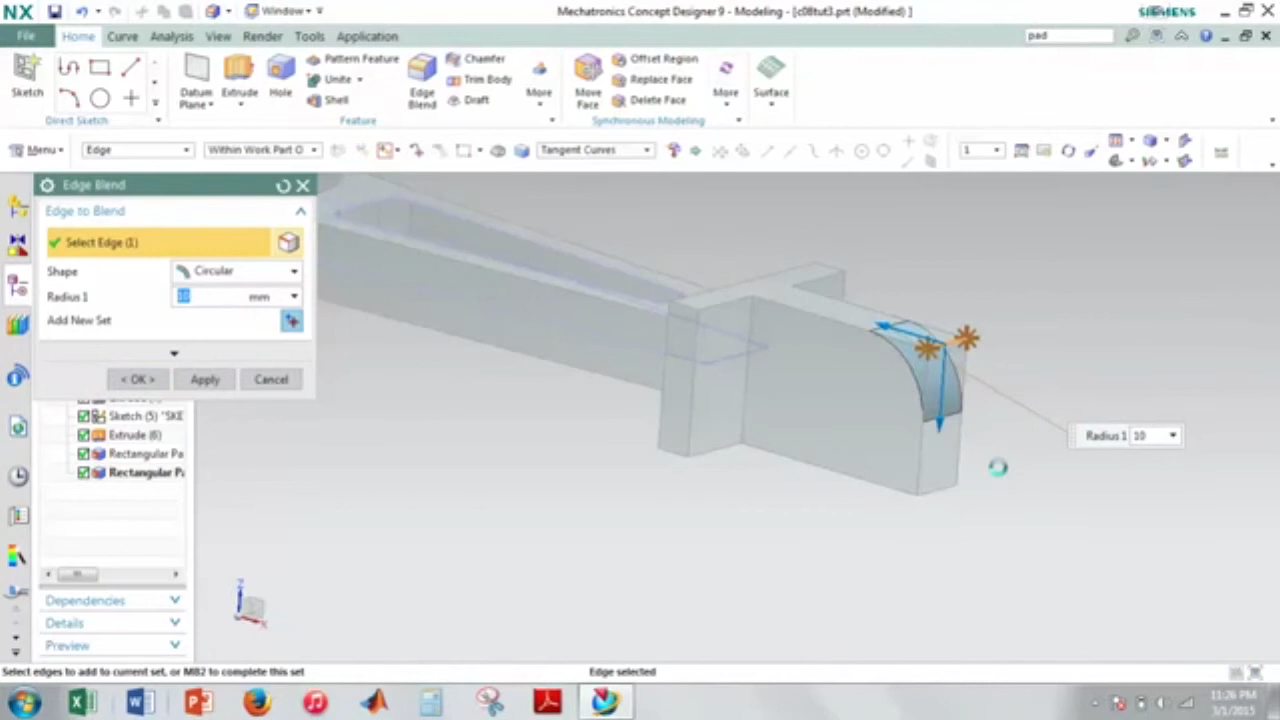 NX
Window
Mechatronics Concept Designer 9 - Modeling - [c08tut3.prt (Modified) ]
SIEMENS
File
Home
Curve
Analysis
View
Render
Tools
Application
pad
Sketch
Direct Sketch
Datum Plane
Extrude
Hole
Pattern Feature
Unite
Shell
Edge Blend
Chamfer
Trim Body
Draft
More
Feature
Move Face
Offset Region
Replace Face
Delete Face
More
Synchronous Modeling
Surface
Menu
Edge
Within Work Part O
Tangent Curves
1
Edge Blend
Edge to Blend
Select Edge (1)
Shape
Circular
Radius 1
10
mm
Add New Set
< OK >
Apply
Cancel
Sketch (5) "SKE
Extrude (6)
Rectangular Pa
Rectangular Pa
Radius 1 10
Z
X
Dependencies
Details
Preview
Select edges to add to current set, or MB2 to complete this set
Edge selected
11:26 PM
3/1/2015